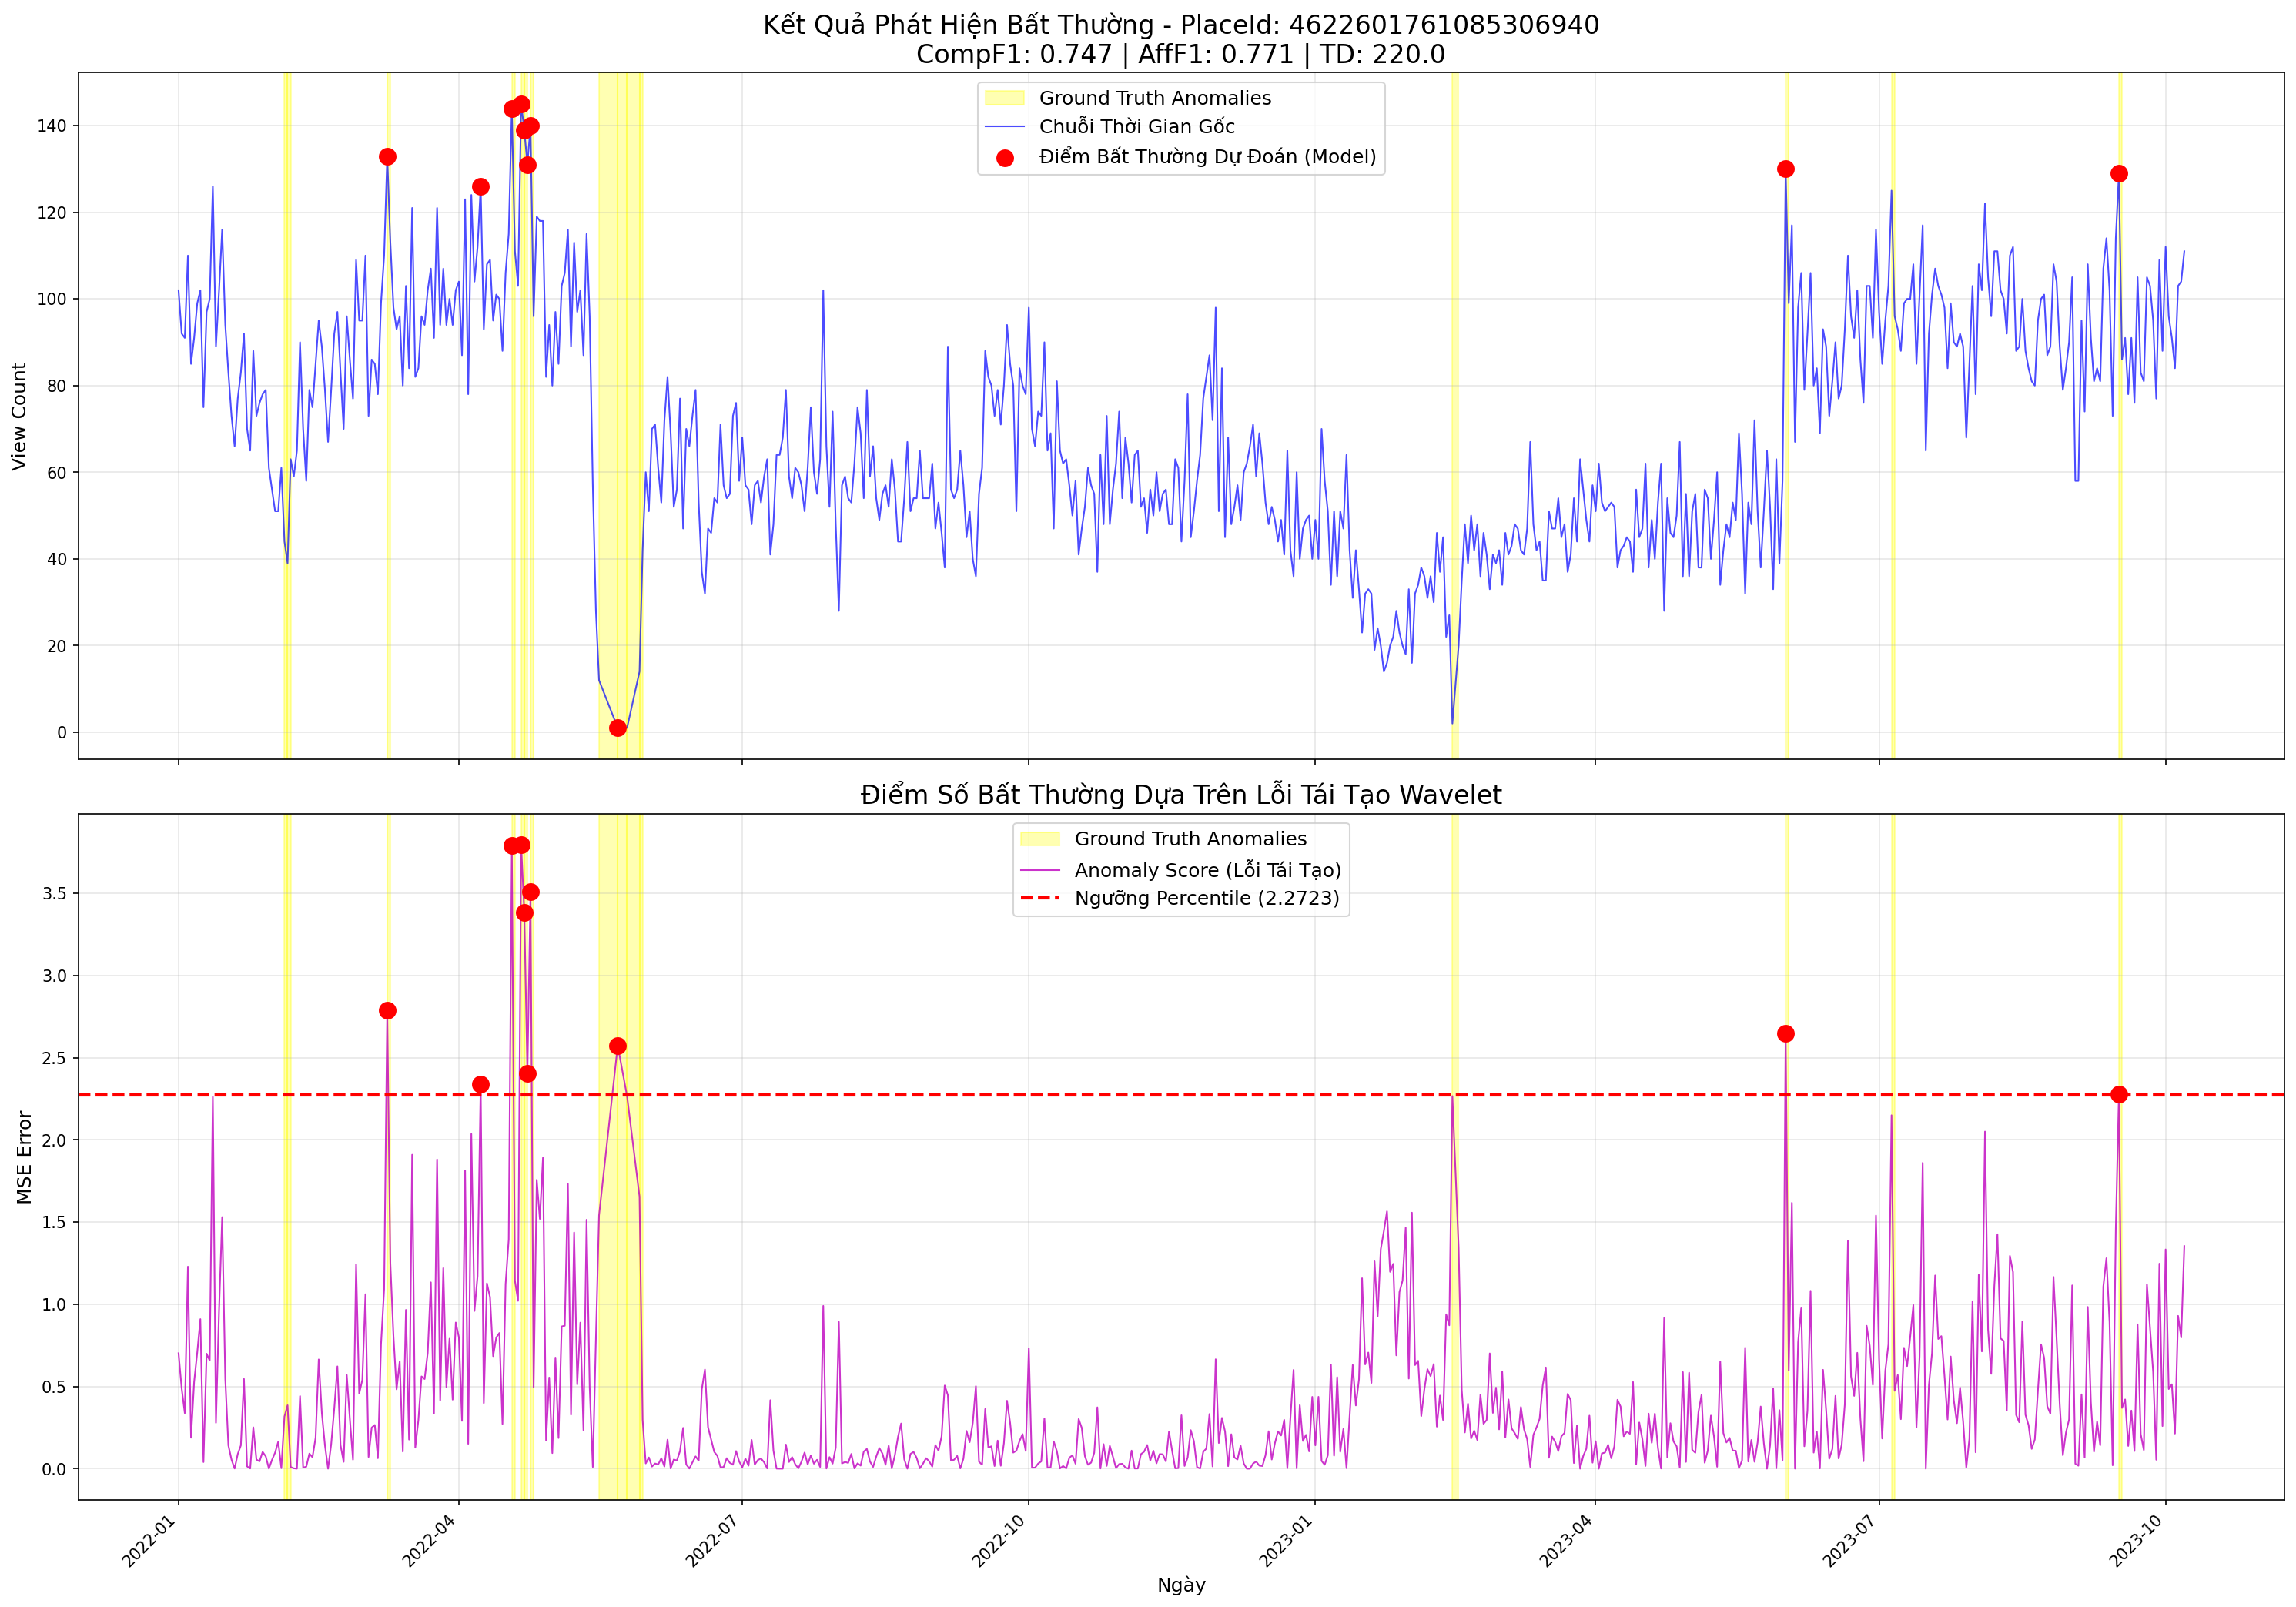 Kết Quả Phát Hiện Bất Thường - PlaceId: 4622601761085306940
CompF1: 0.747 | AffF1: 0.771 | TD: 220.0
Ground Truth Anomalies
Chuỗi Thời Gian Gốc
Điểm Bất Thường Dự Đoán (Model)
View Count
140
120
100
80
60
40
20
0
Điểm Số Bất Thường Dựa Trên Lỗi Tái Tạo Wavelet
Ground Truth Anomalies
Anomaly Score (Lỗi Tái Tạo)
Ngưỡng Percentile (2.2723)
MSE Error
3.5
3.0
2.5
2.0
1.5
1.0
0.5
0.0
2022-01
2022-04
2022-07
2022-10
2023-01
2023-04
2023-07
2023-10
Ngày